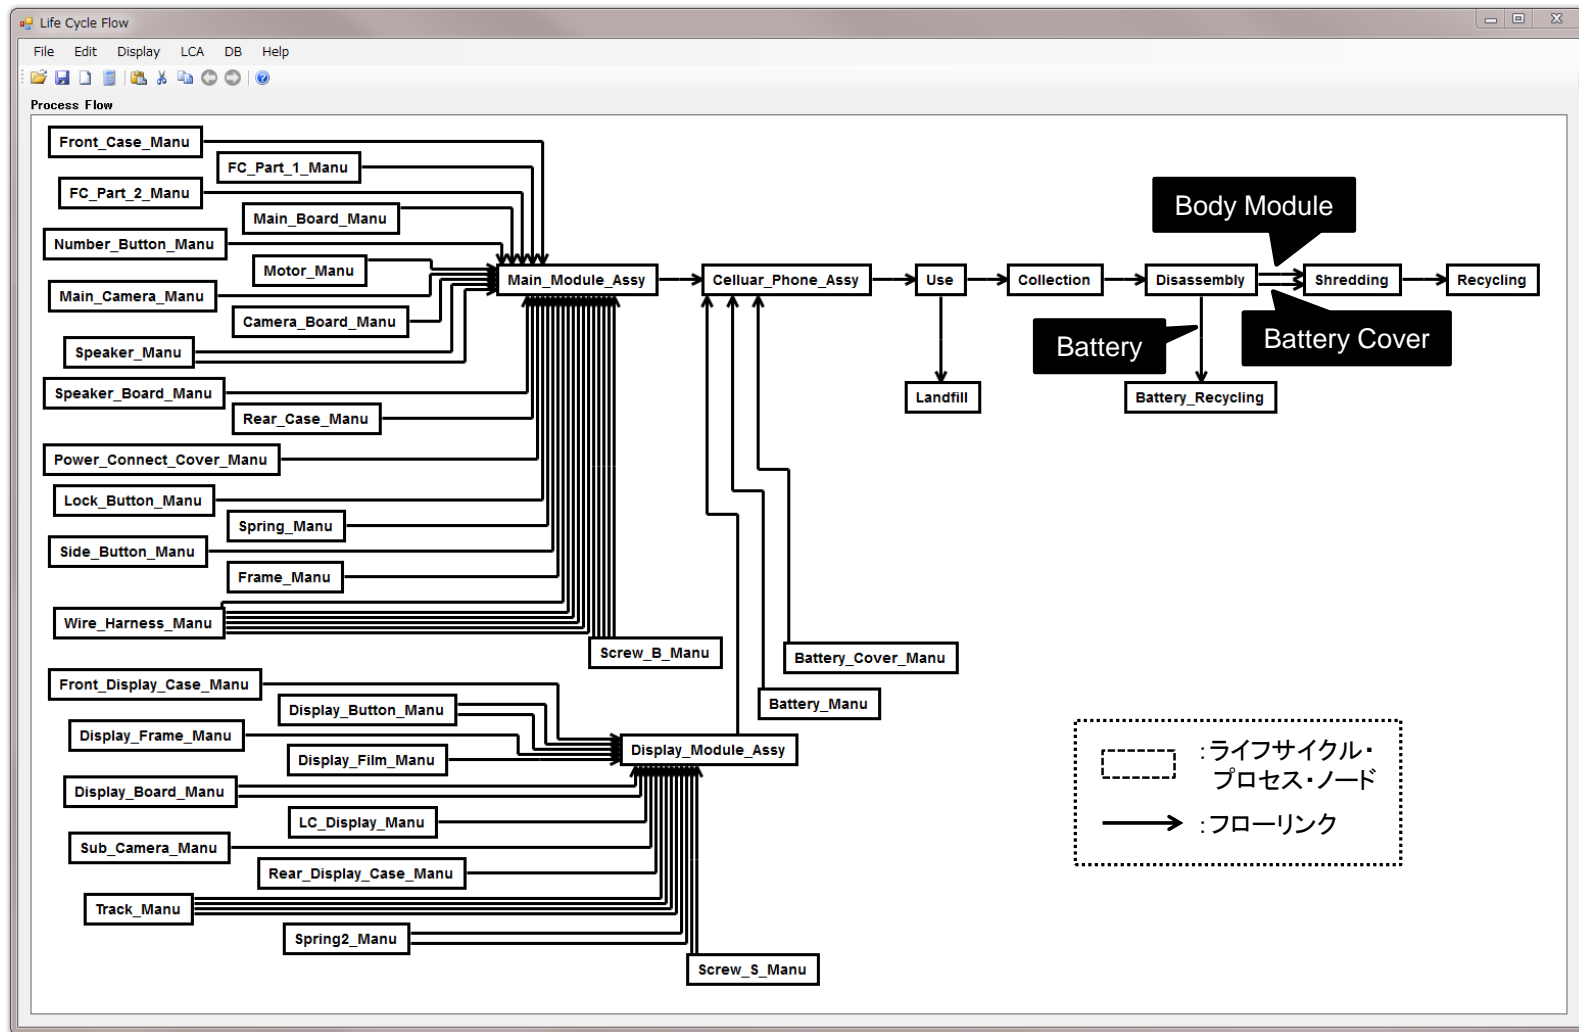 Life Cycle Flow
File Edit Display LCA DB Help
Process Flow
Front_Case_Manu
FC_Part_1_Manu
FC_Part_2_Manu
Main_Board_Manu
Number_Button_Manu
Motor_Manu
Main_Camera_Manu
Camera_Board_Manu
Speaker_Manu
Speaker_Board_Manu
Rear_Case_Manu
Power_Connect_Cover_Manu
Lock_Button_Manu
Spring_Manu
Side_Button_Manu
Frame_Manu
Wire_Harness_Manu
Screw_B_Manu
Main_Module_Assy
Celluar_Phone_Assy
Use
Collection
Disassembly
Shredding
Recycling
Body Module
Battery
Battery Cover
Landfill
Battery_Recycling
Battery_Cover_Manu
Battery_Manu
Front_Display_Case_Manu
Display_Button_Manu
Display_Frame_Manu
Display_Film_Manu
Display_Module_Assy
Display_Board_Manu
LC_Display_Manu
Sub_Camera_Manu
Rear_Display_Case_Manu
Track_Manu
Spring2_Manu
Screw_S_Manu
:ライフサイクル・
プロセス・ノード
:フローリンク